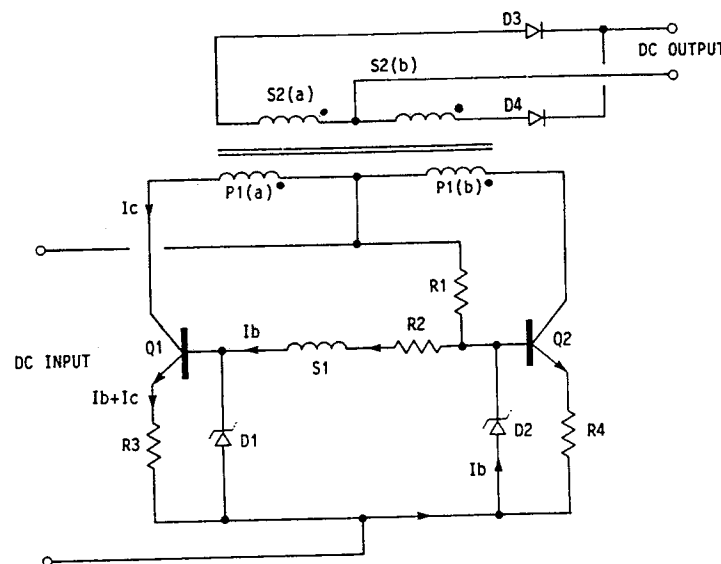 D3
DC OUTPUT
S2(b)
S2(a)
D4
P1(a)
P1(b)
Ic
R1
Ib
R2
Q1
Q2
S1
DC INPUT
Ib+Ic
R3
D1
D2
R4
Ib